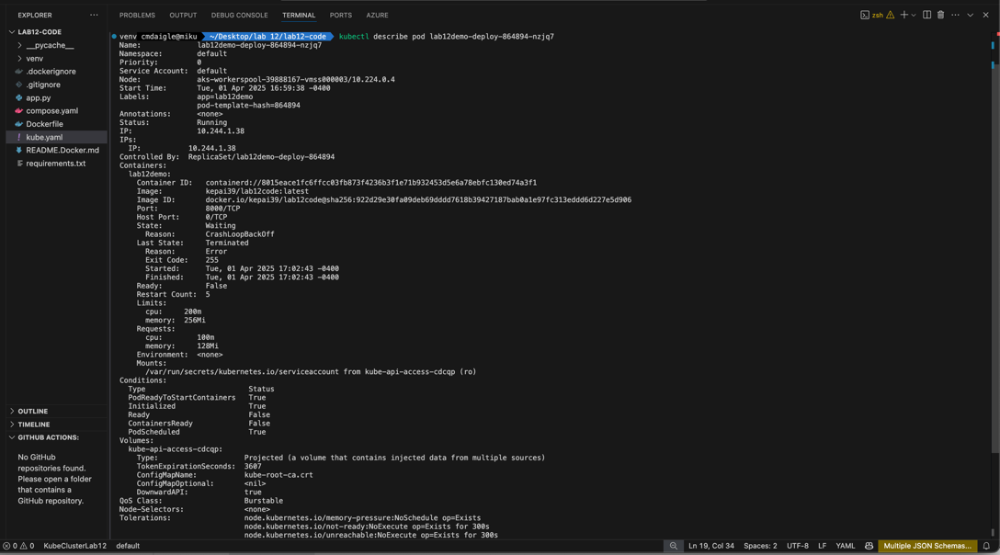 EXPLORER
LAB12-CODE
__pycache__
venv
.dockerignore
.gitignore
app.py
compose.yaml
Dockerfile
! kube.yaml
README.Docker.md
requirements.txt
OUTLINE
TIMELINE
GITHUB ACTIONS:
No GitHub
repositories found.
Please open a folder
that contains a
GitHub repository.
PROBLEMS OUTPUT DEBUG CONSOLE TERMINAL PORTS AZURE
zsh
venv cmdaigle@miku ~/Desktop/lab 12/lab12-code kubectl describe pod lab12demo-deploy-864894-nzjq7
Name: lab12demo-deploy-864894-nzjq7
Namespace: default
Priority: 0
Service Account: default
Node: aks-workerspool-39888167-vmss000003/10.224.0.4
Start Time: Tue, 01 Apr 2025 16:59:38 -0400
Labels: app=lab12demo
pod-template-hash=864894
Annotations: <none>
Status: Running
IP: 10.244.1.38
IPs:
IP: 10.244.1.38
Controlled By: ReplicaSet/lab12demo-deploy-864894
Containers:
lab12demo:
Container ID: containerd://8015eace1fc6ffcc03fb873f4236b3f1e71b932453d5e6a78ebfc130ed74a3f1
Image: kepai39/lab12code:latest
Image ID: docker.io/kepai39/lab12code@sha256:922d29e30fa09deb69dddd7618b39427187bab0a1e97fc313eddd6d227e5d906
Port: 8000/TCP
Host Port: 0/TCP
State: Waiting
Reason: CrashLoopBackOff
Last State: Terminated
Reason: Error
Exit Code: 255
Started: Tue, 01 Apr 2025 17:02:43 -0400
Finished: Tue, 01 Apr 2025 17:02:43 -0400
Ready: False
Restart Count: 5
Limits:
cpu: 200m
memory: 256Mi
Requests:
cpu: 100m
memory: 128Mi
Environment: <none>
Mounts:
/var/run/secrets/kubernetes.io/serviceaccount from kube-api-access-cdcqp (ro)
Conditions:
Type Status
PodReadyToStartContainers True
Initialized True
Ready False
ContainersReady False
PodScheduled True
Volumes:
kube-api-access-cdcqp:
Type: Projected (a volume that contains injected data from multiple sources)
TokenExpirationSeconds: 3607
ConfigMapName: kube-root-ca.crt
ConfigMapOptional: <nil>
DownwardAPI: true
QoS Class: Burstable
Node-Selectors: <none>
Tolerations: node.kubernetes.io/memory-pressure:NoSchedule op=Exists
node.kubernetes.io/not-ready:NoExecute op=Exists for 300s
node.kubernetes.io/unreachable:NoExecute op=Exists for 300s
0 0 KubeClusterLab12 default Ln 19, Col 34 Spaces: 2 UTF-8 LF YAML Multiple JSON Schemas...